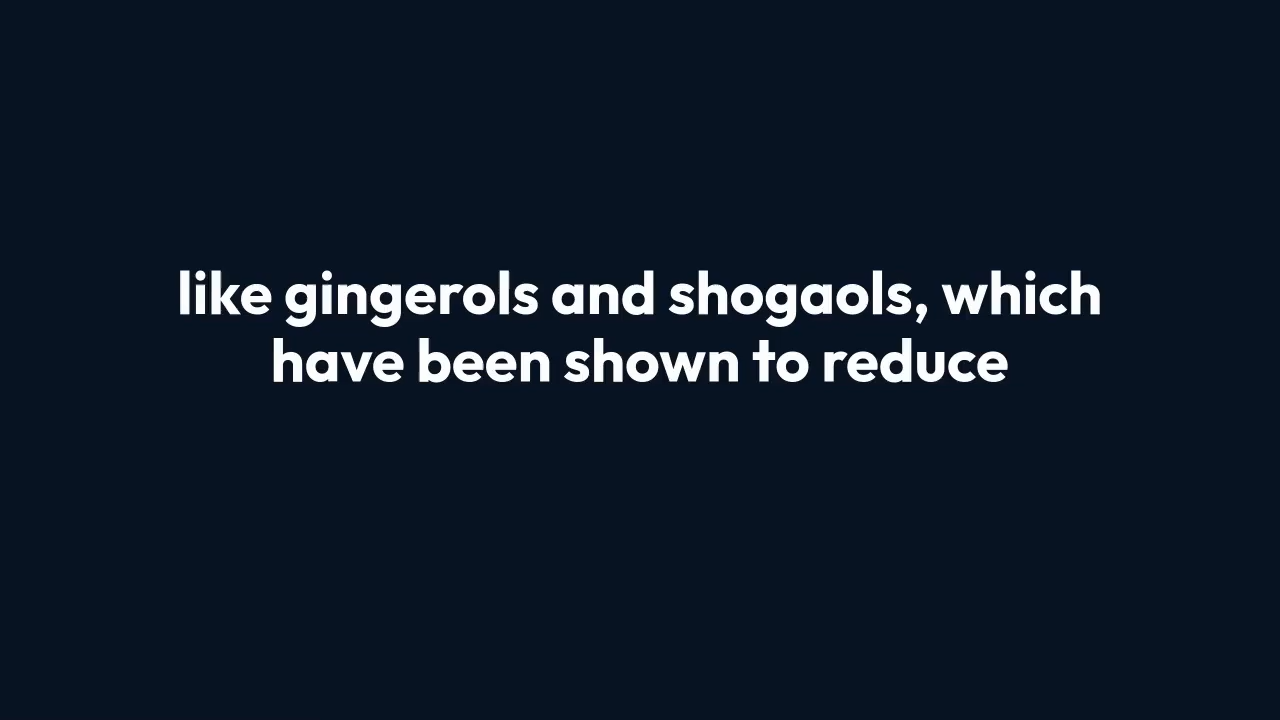 like gingerols and shogaols, which
have been shown to reduce